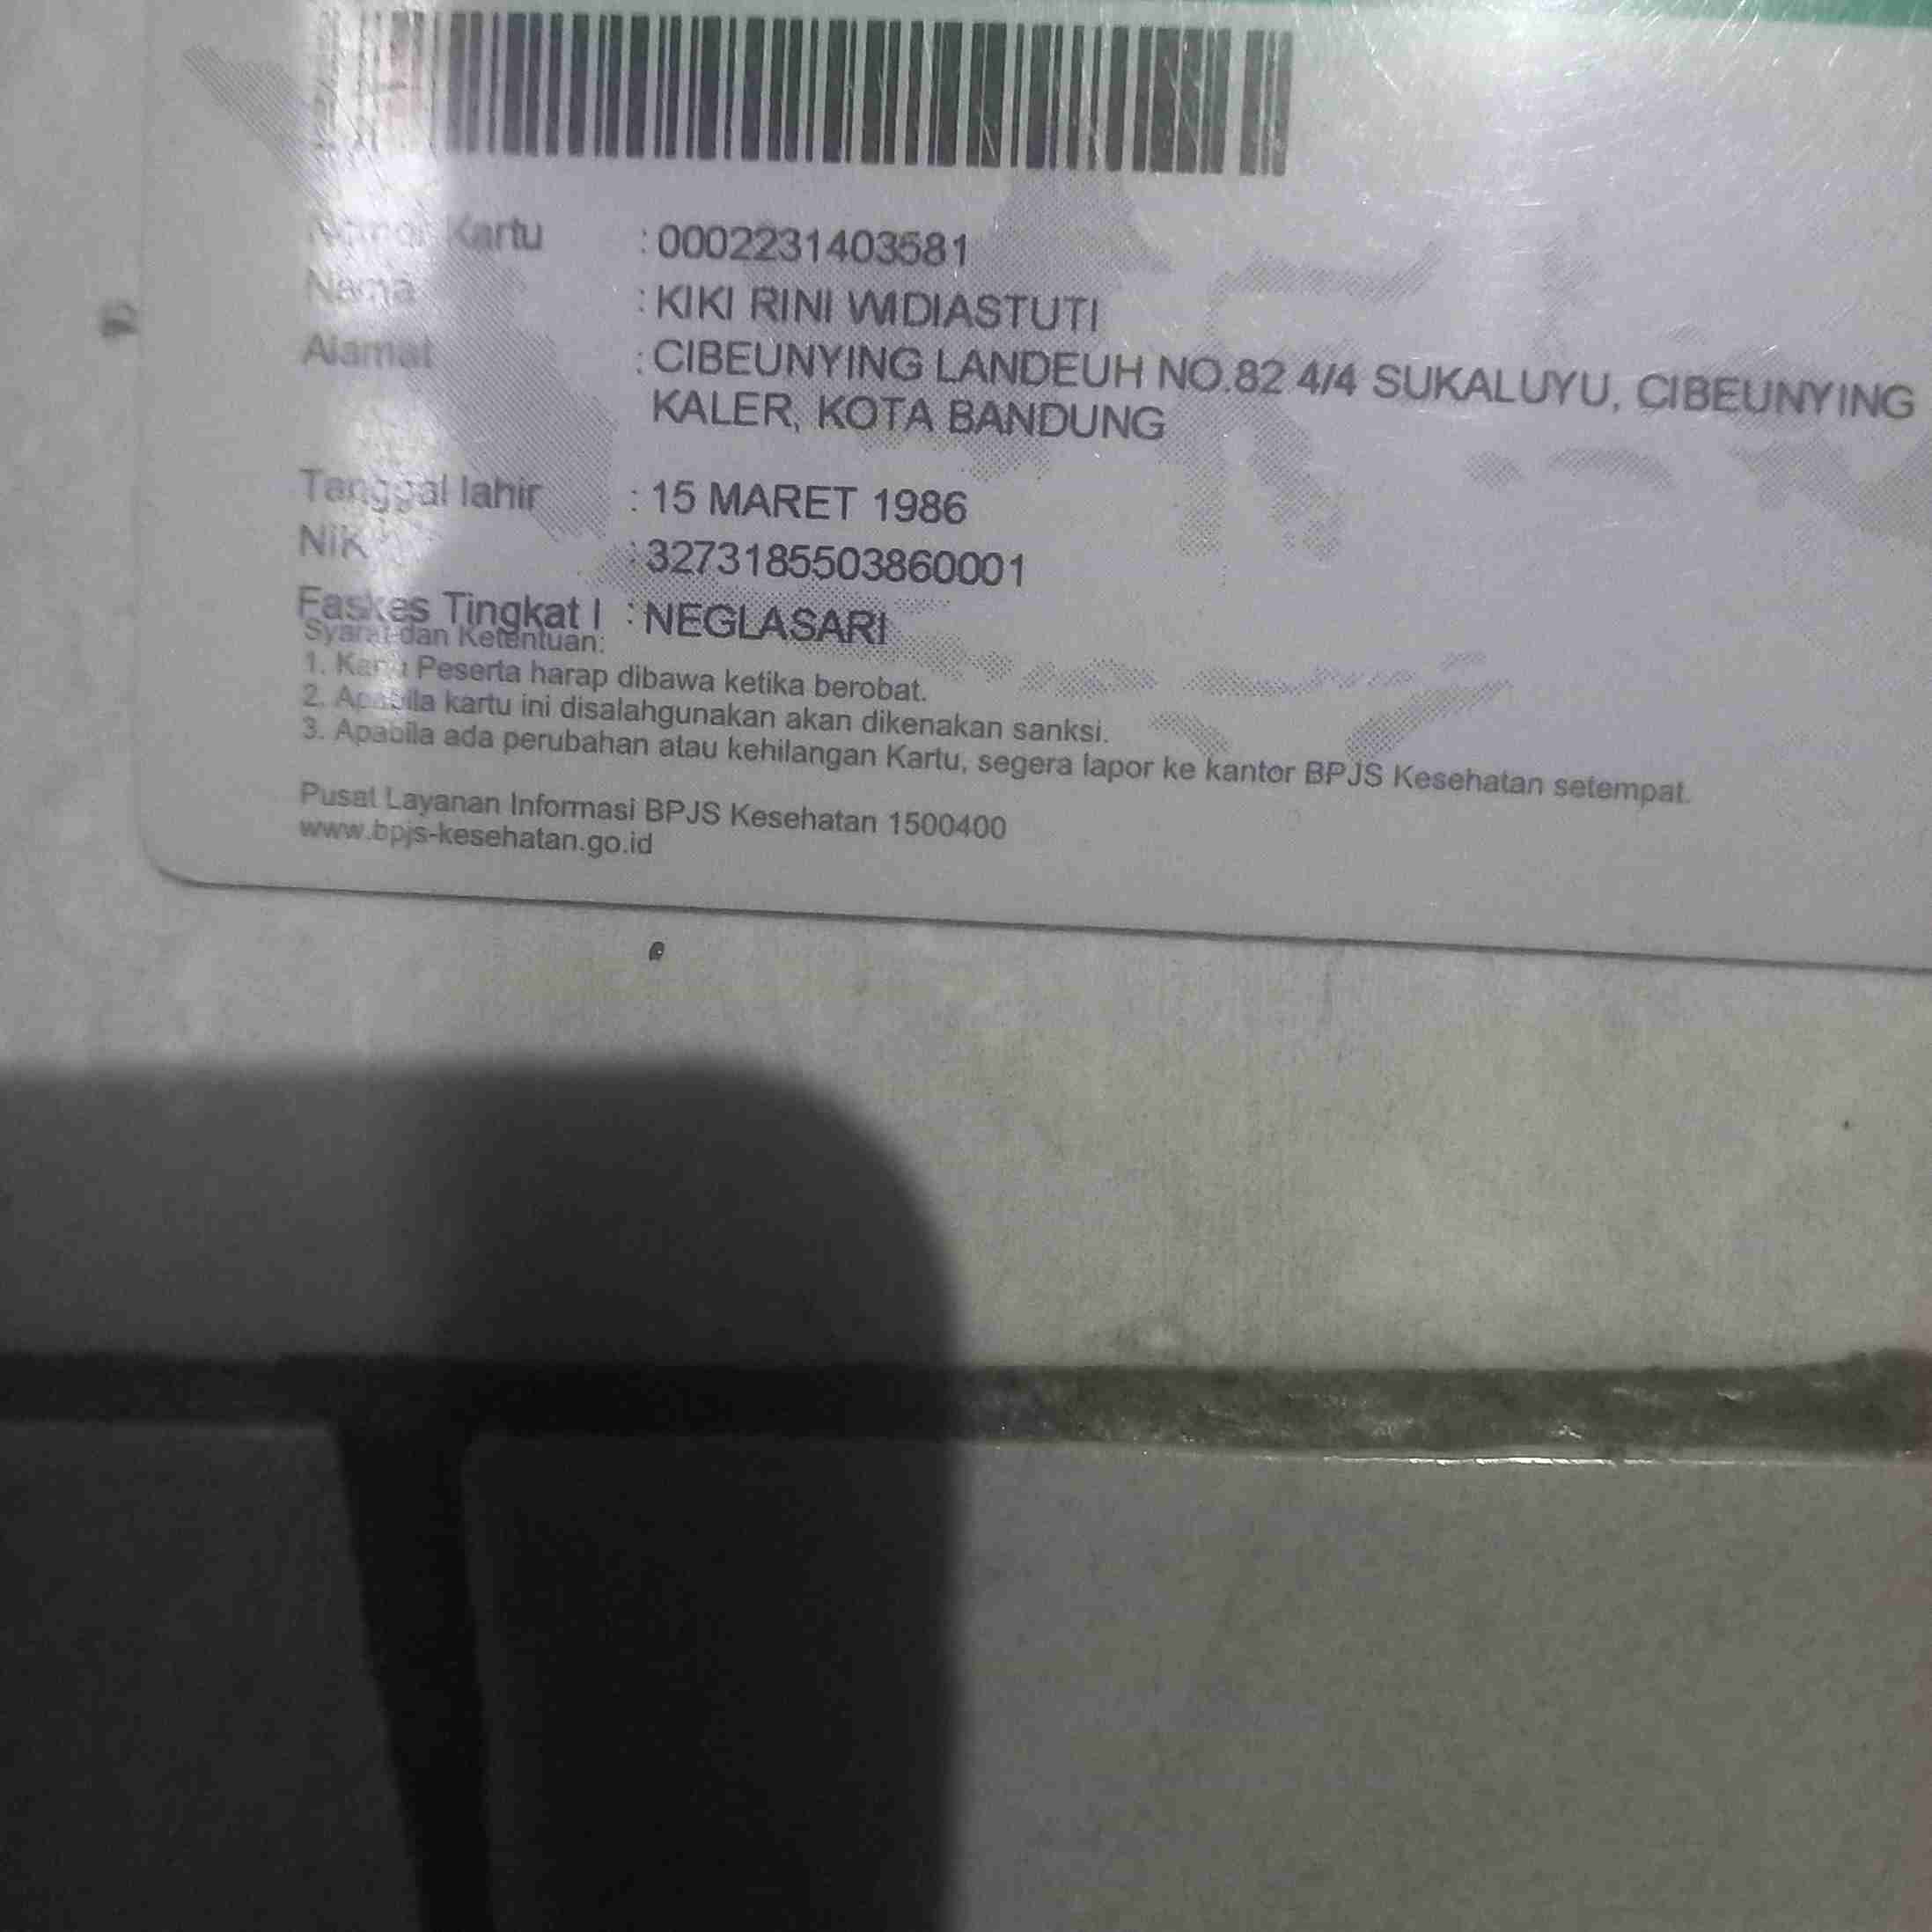 Nomor Kartu : 0002231403581
Nama : KIKI RINI WIDIASTUTI
Alamat : CIBEUNYING LANDEUH NO.82 4/4 SUKALUYU, CIBEUNYING
KALER, KOTA BANDUNG
Tanggal lahir : 15 MARET 1986
Nik : 3273185503860001
Faskes Tingkat I : NEGLASARI
Syarat dan Ketentuan:
1. Kartu Peserta harap dibawa ketika berobat.
2. Apabila kartu ini disalahgunakan akan dikenakan sanksi.
3. Apabila ada perubahan atau kehilangan Kartu, segera lapor ke kantor BPJS Kesehatan setempat.
Pusat Layanan Informasi BPJS Kesehatan 1500400
www.bpjs-kesehatan.go.id